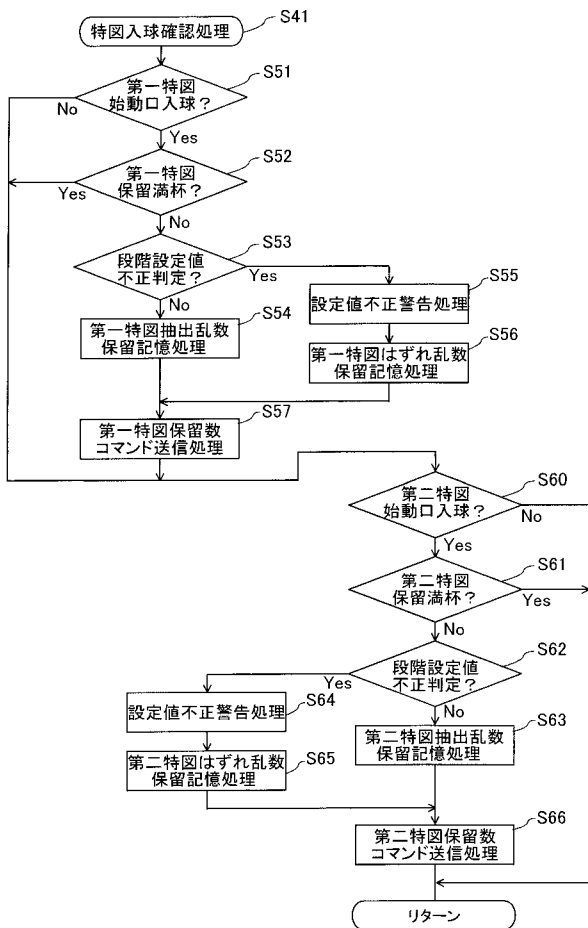 特図入球確認処理
S41
第一特図
始動口入球？
S51
No
Yes
第一特図
保留満杯？
S52
Yes
No
段階設定値
不正判定？
S53
Yes
No
設定値不正警告処理
S55
第一特図抽出乱数
保留記憶処理
S54
第一特図はずれ乱数
保留記憶処理
S56
第一特図保留数
コマンド送信処理
S57
第二特図
始動口入球？
S60
No
Yes
第二特図
保留満杯？
S61
Yes
No
段階設定値
不正判定？
S62
Yes
No
設定値不正警告処理
S64
第二特図抽出乱数
保留記憶処理
S63
第二特図はずれ乱数
保留記憶処理
S65
第二特図保留数
コマンド送信処理
S66
リターン